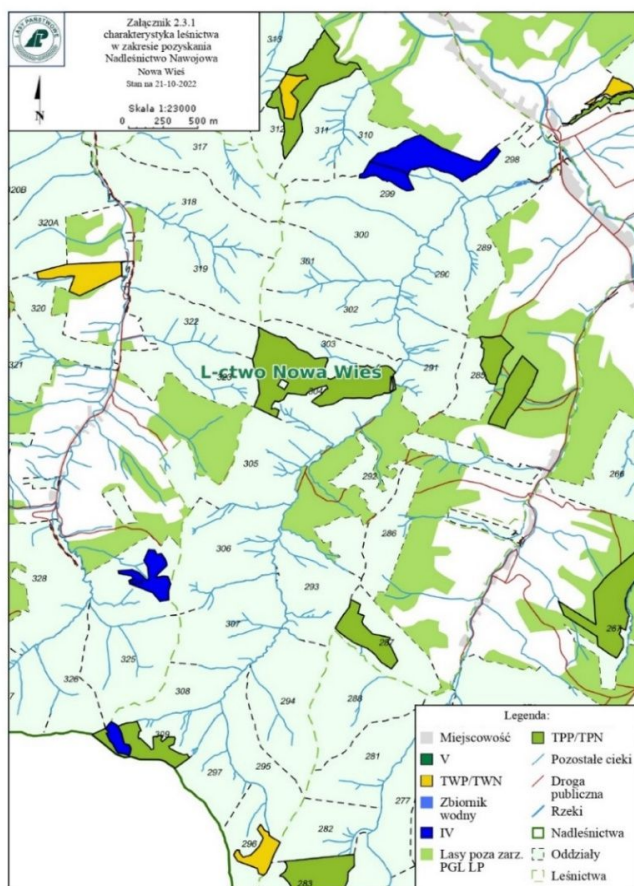 LASY PAŃSTWOWE
Załącznik 2.3.1
charakterystyka leśnictwa
w zakresie pozyskania
Nadleśnictwo Nawojowa
Nowa Wieś
Stan na 21-10-2022
N
Skala 1:23000
0 250 500 m
312
311
310
317
298
299
320B
318
320A
300
289
319
301
290
320
302
322
303
321
291
285
L-ctwo Nowa Wieś
304
305
292
266
286
306
328
293
267
307
287
325
326
308
294
288
309
295
281
297
277
296
282
283
Legenda:
Miejscowość
V
TWP/TWN
Zbiornik
wodny
IV
Lasy poza zarz.
PGL LP
TPP/TPN
Pozostałe cieki
Droga
publiczna
Rzeki
Nadleśnictwa
Oddziały
Leśnictwa